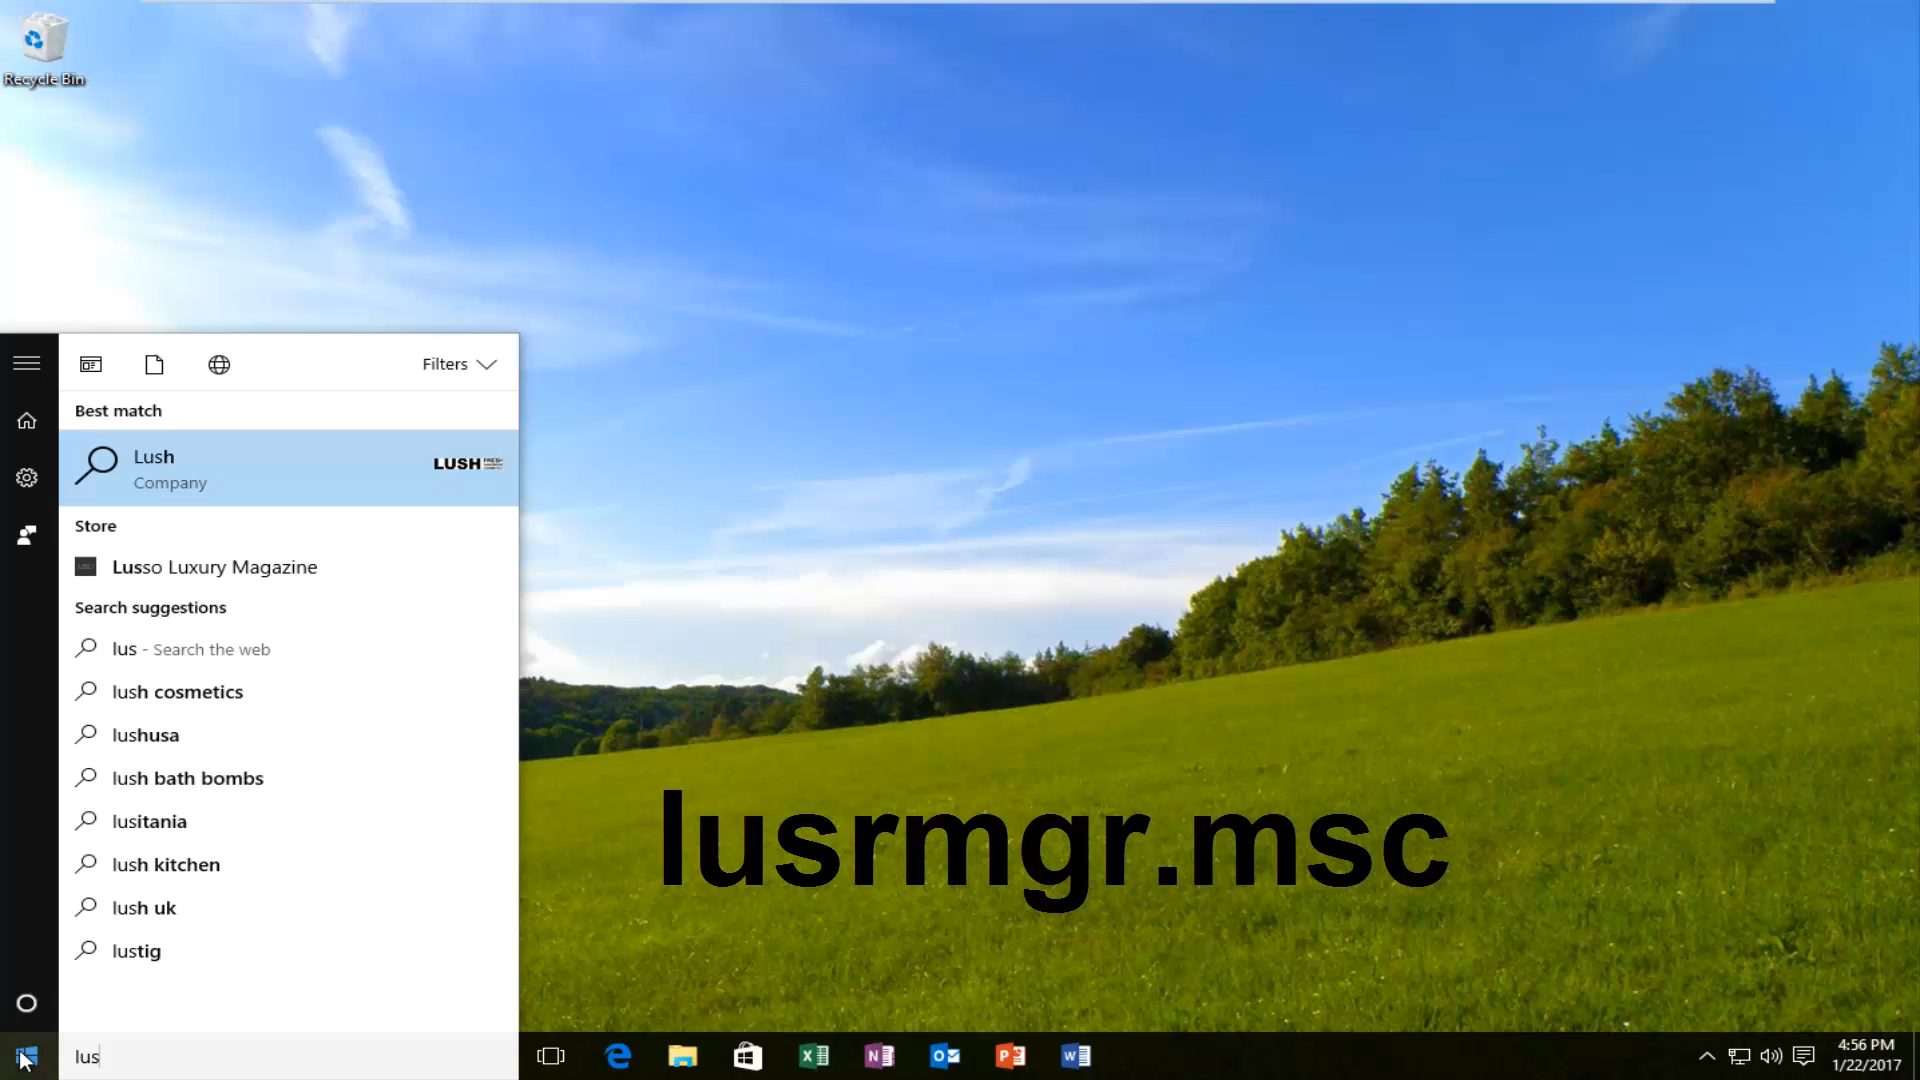 Recycle Bin
Filters
Best match
Lush
Company
LUSH
Store
Lusso Luxury Magazine
Search suggestions
lus - Search the web
lush cosmetics
lushusa
lush bath bombs
lusitania
lush kitchen
lush uk
lustig
lusrmgr.msc
lus
4:56 PM
1/22/2017